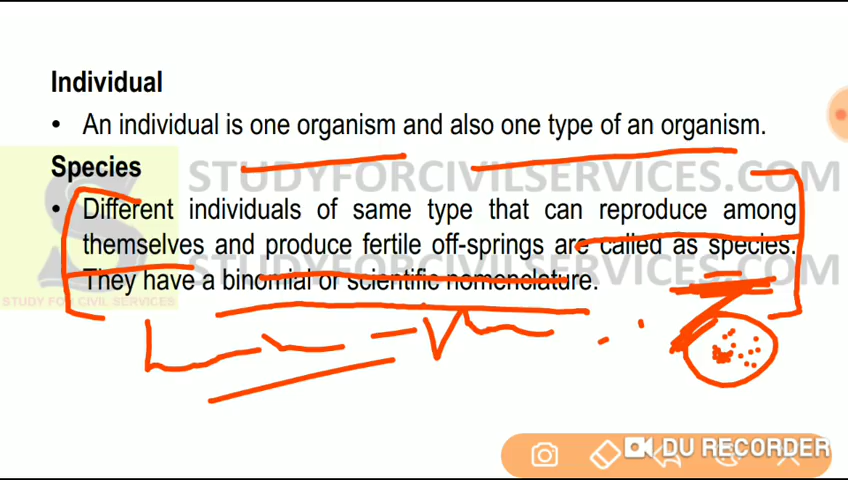 Individual
• An individual is one organism and also one type of an organism.
Species
STUDYFORCIVILSERVICES.COM
• Different individuals of same type that can reproduce among
themselves and produce fertile off-springs are called as species.
STUDYFORCIVILSERVICES.COM
They have a binomial or scientific nomenclature.
STUDY FOR CIVIL SERVICES
DU RECORDER